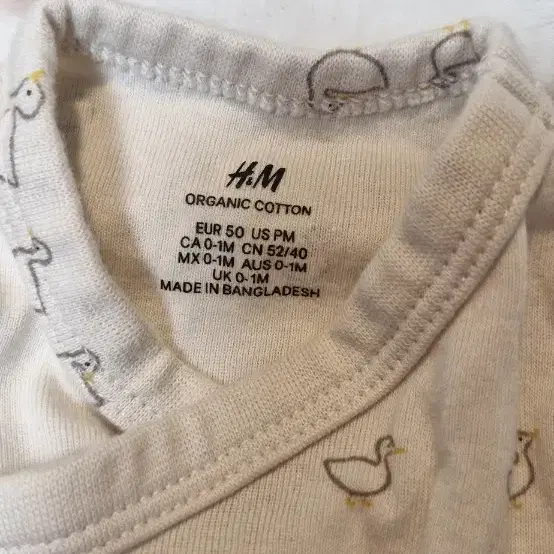 H&M
ORGANIC COTTON
EUR 50 US PM
CA 0-1M CN 52/40
MX 0-1M AUS 0-1M
UK 0-1M
MADE IN BANGLADESH